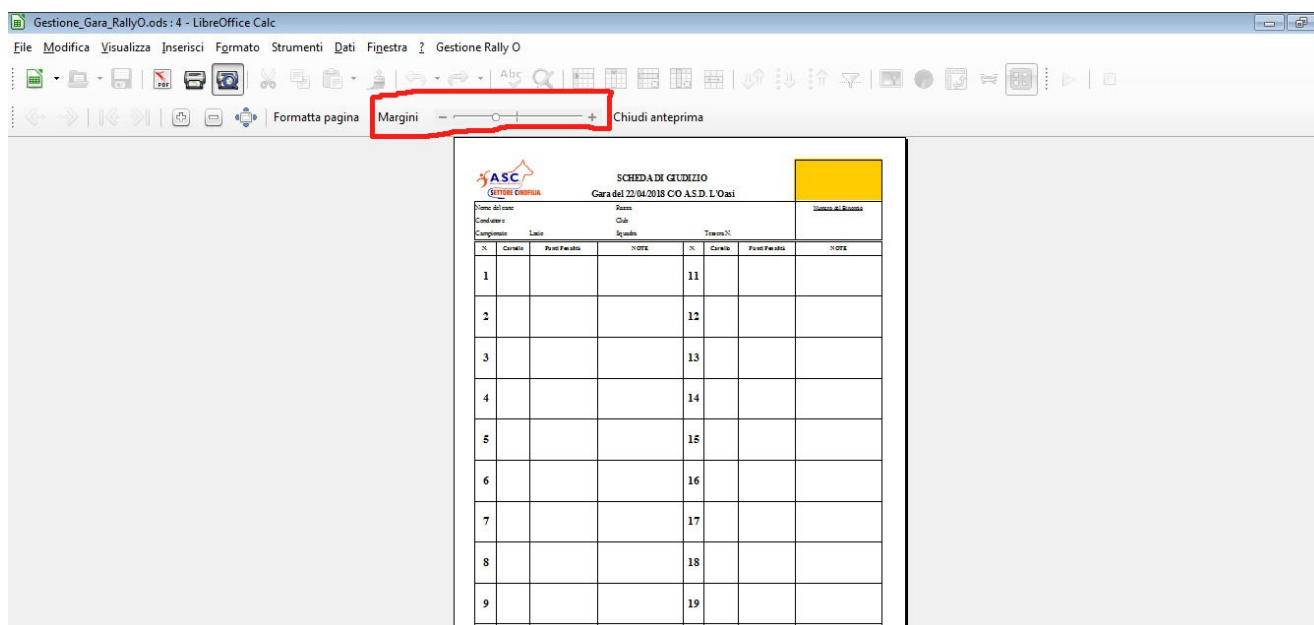 Gestione_Gara_RallyO.ods : 4 - LibreOffice Calc
File Modifica Visualizza Inserisci Formato Strumenti Dati Finestra ? Gestione Rally O
Formatta pagina Margini Chiudi anteprima
ASC SCHEDA DI GIUDIZIO
SETTORE CINOFILIA Gara del 22/04/2018 C/O A.S.D. L'Oasi
Nome del cane Razza Numero del Binomio
Conduttore Club
Campionato Lazio Squadra Tessera N.
N. Cartello Punti Penalità NOTE N. Cartello Punti Penalità NOTE
1 11
2 12
3 13
4 14
5 15
6 16
7 17
8 18
9 19